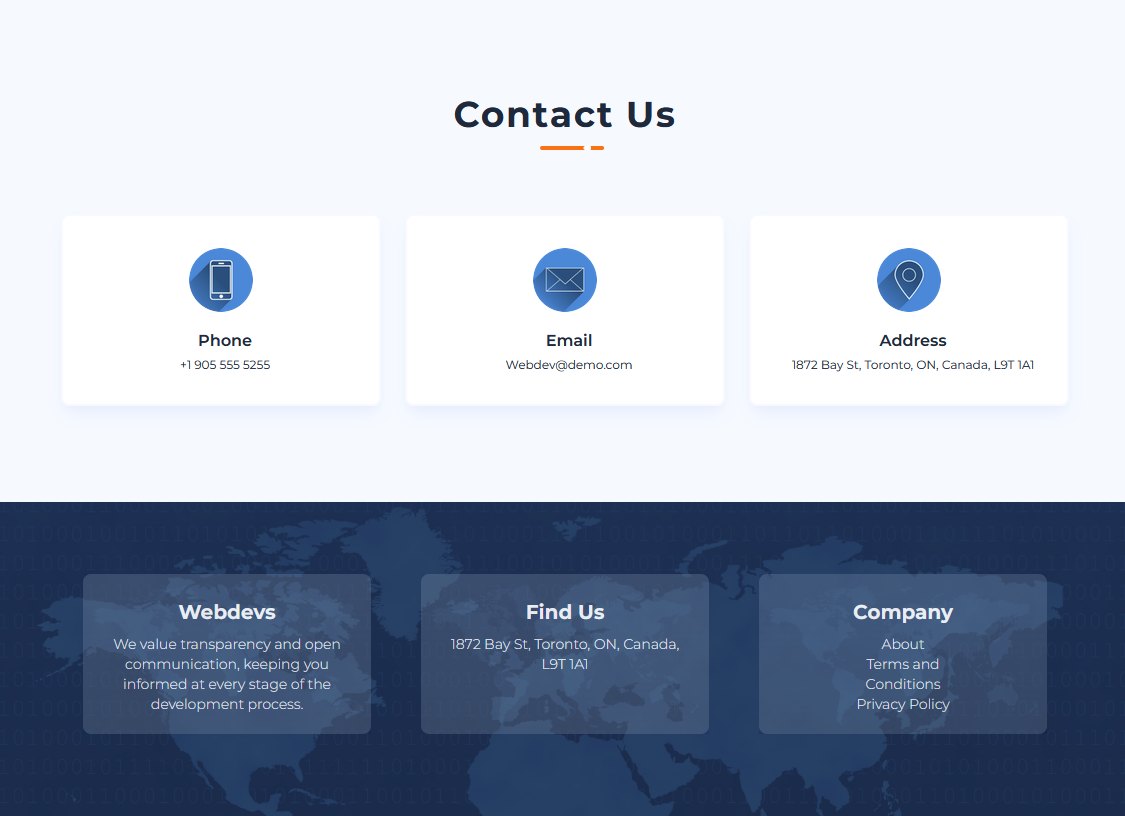 Contact Us
Phone
+1 905 555 5255
Email
Webdev@demo.com
Address
1872 Bay St, Toronto, ON, Canada, L9T 1A1
Webdevs
We value transparency and open
communication, keeping you
informed at every stage of the
development process.
Find Us
1872 Bay St, Toronto, ON, Canada,
L9T 1A1
Company
About
Terms and
Conditions
Privacy Policy